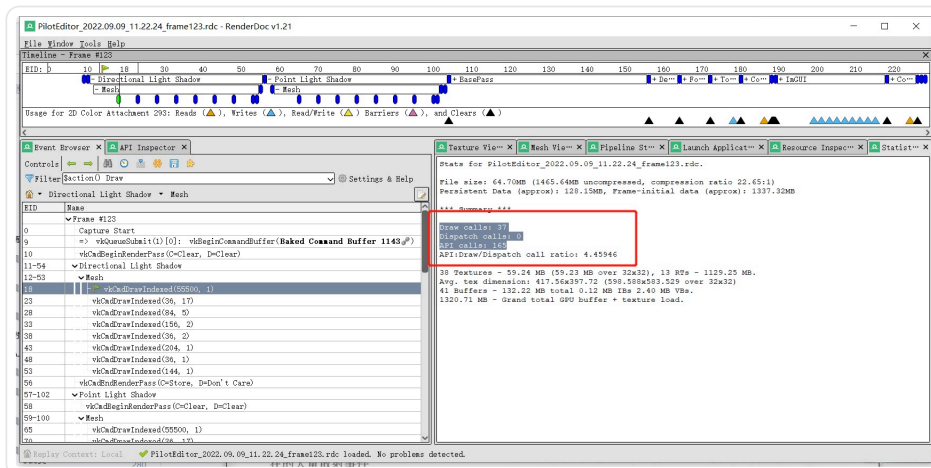 PilotEditor_2022.09.09_11.22.24_frame123.rdc - RenderDoc v1.21
File Window Tools Help
Timeline - Frame #123
EID: 0 10 18 30 40 50 60 70 80 90 100 110 120 130 140 150 160 170 180 190 200 210 220
- Directional Light Shadow - Point Light Shadow + BasePass + De… + Fo… + To… + Co… + ImGUI + Co…
- Mesh - Mesh
Usage for 2D Color Attachment 293: Reads ( ), Writes ( ), Read/Write ( ) Barriers ( ), and Clears ( )
Event Browser × API Inspector ×
Texture Vie… × Mesh Vie… × Pipeline St… × Launch Applicat… × Resource Inspec… × Statist… ×
Controls
Filter $action() Draw Settings & Help
Directional Light Shadow Mesh
EID Name
Frame #123
0 Capture Start
9 => vkQueueSubmit(1)[0]: vkBeginCommandBuffer(Baked Command Buffer 1143)
10 vkCmdBeginRenderPass(C=Clear, D=Clear)
11-54 Directional Light Shadow
12-53 Mesh
18 vkCmdDrawIndexed(55500, 1)
23 vkCmdDrawIndexed(36, 17)
28 vkCmdDrawIndexed(84, 5)
33 vkCmdDrawIndexed(156, 2)
38 vkCmdDrawIndexed(36, 2)
43 vkCmdDrawIndexed(204, 1)
48 vkCmdDrawIndexed(36, 1)
53 vkCmdDrawIndexed(144, 1)
56 vkCmdEndRenderPass(C=Store, D=Don't Care)
57-102 Point Light Shadow
58 vkCmdBeginRenderPass(C=Clear, D=Clear)
59-100 Mesh
65 vkCmdDrawIndexed(55500, 1)
70 vkCmdDrawIndexed(36, 17)
Stats for PilotEditor_2022.09.09_11.22.24_frame123.rdc.
File size: 64.70MB (1465.64MB uncompressed, compression ratio 22.65:1)
Persistent Data (approx): 128.15MB, Frame-initial data (approx): 1337.32MB
*** Summary ***
Draw calls: 37
Dispatch calls: 0
API calls: 165
API:Draw/Dispatch call ratio: 4.45946
38 Textures - 59.24 MB (59.23 MB over 32x32), 13 RTs - 1129.25 MB.
Avg. tex dimension: 417.56x397.72 (598.588x583.529 over 32x32)
41 Buffers - 132.22 MB total 0.12 MB IBs 2.40 MB VBs.
1320.71 MB - Grand total GPU buffer + texture load.
Replay Context: Local PilotEditor_2022.09.09_11.22.24_frame123.rdc loaded. No problems detected.